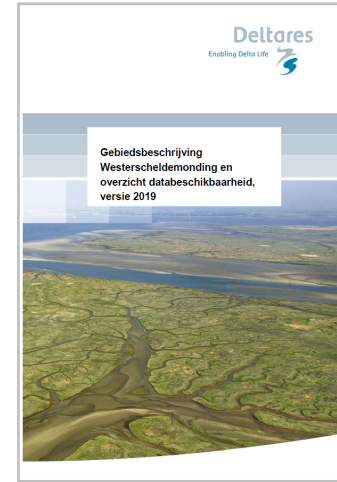 Deltares
Enabling Delta Life
Gebiedsbeschrijving
Westerscheldemonding en
overzicht databeschikbaarheid,
versie 2019